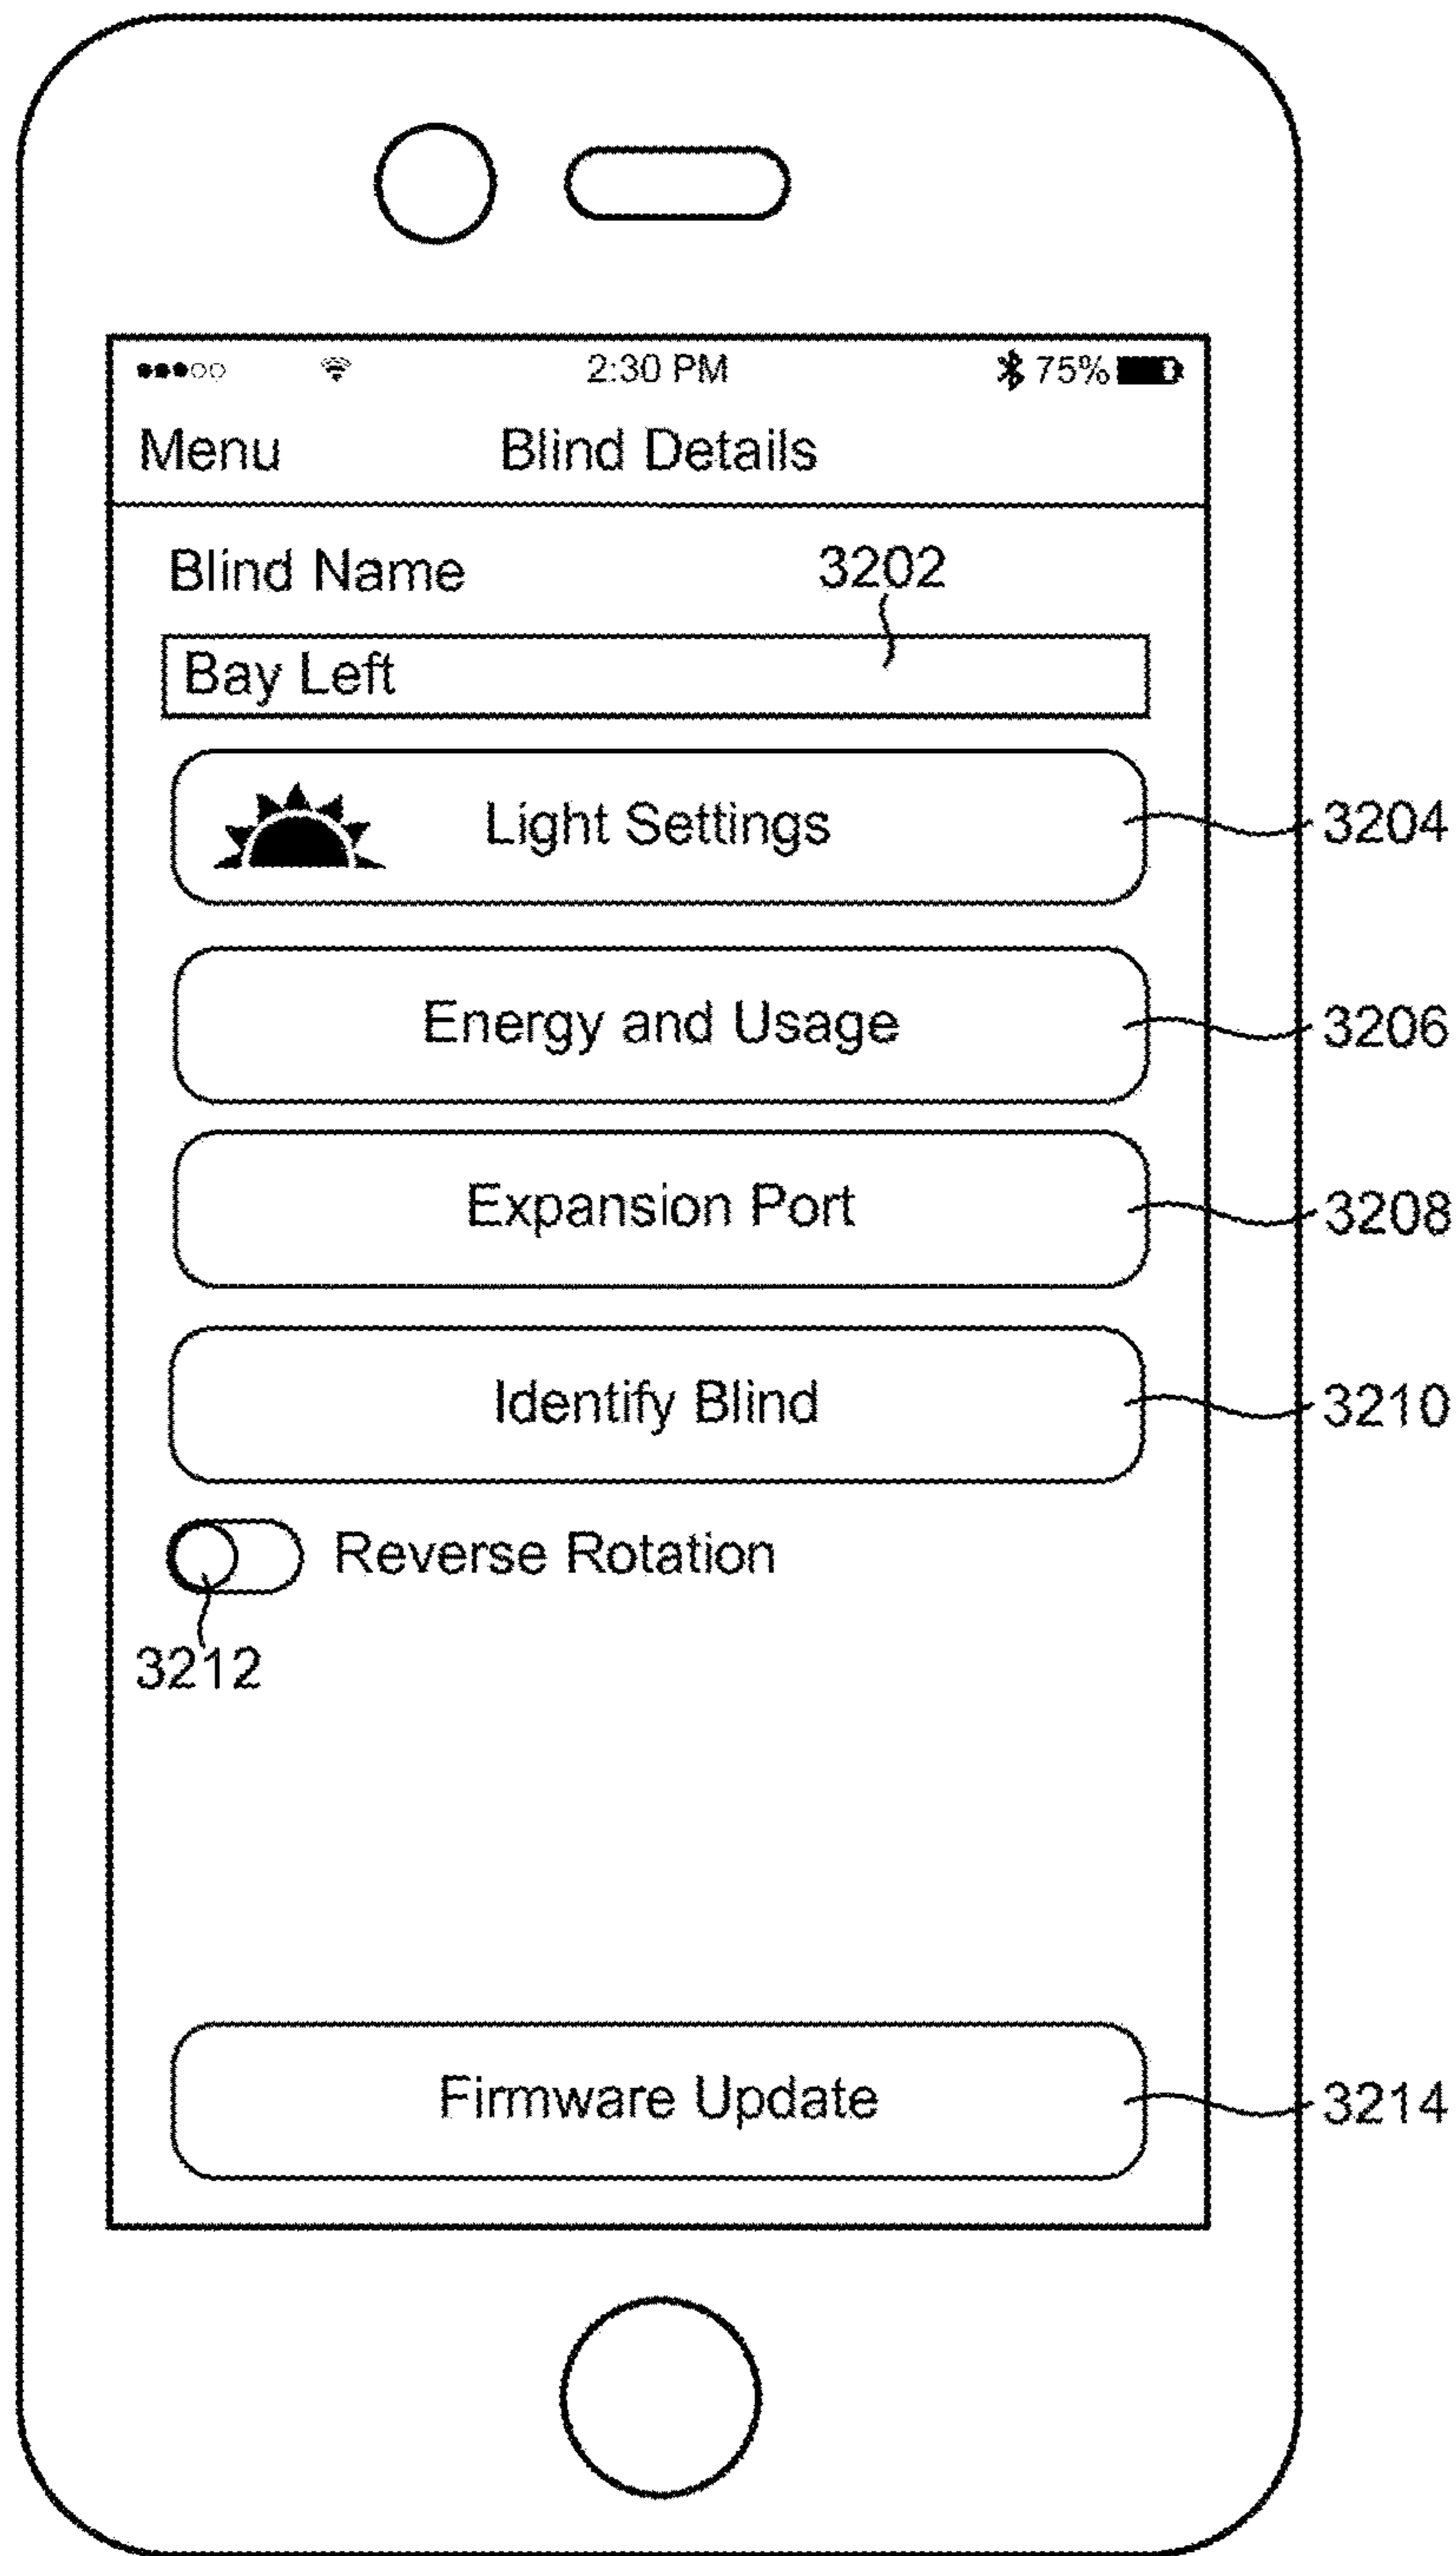 2:30 PM 75%
Menu Blind Details
Blind Name 3202
Bay Left
Light Settings 3204
Energy and Usage 3206
Expansion Port 3208
Identify Blind 3210
Reverse Rotation
3212
Firmware Update 3214